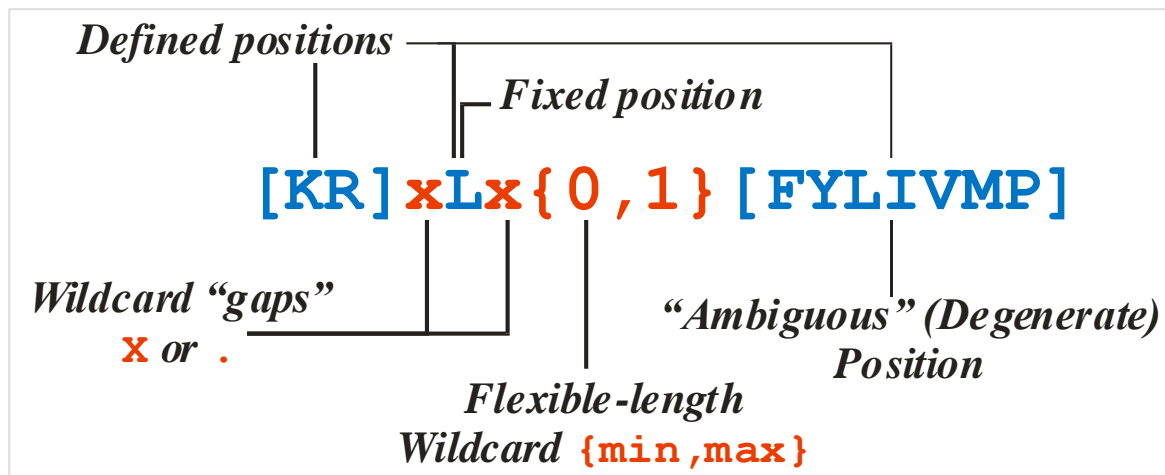 Defined positions
Fixed position
[KR]xLx{0,1}[FYLIVMP]
Wildcard “gaps”
x or .
“Ambiguous” (Degenerate)
Position
Flexible-length
Wildcard {min,max}